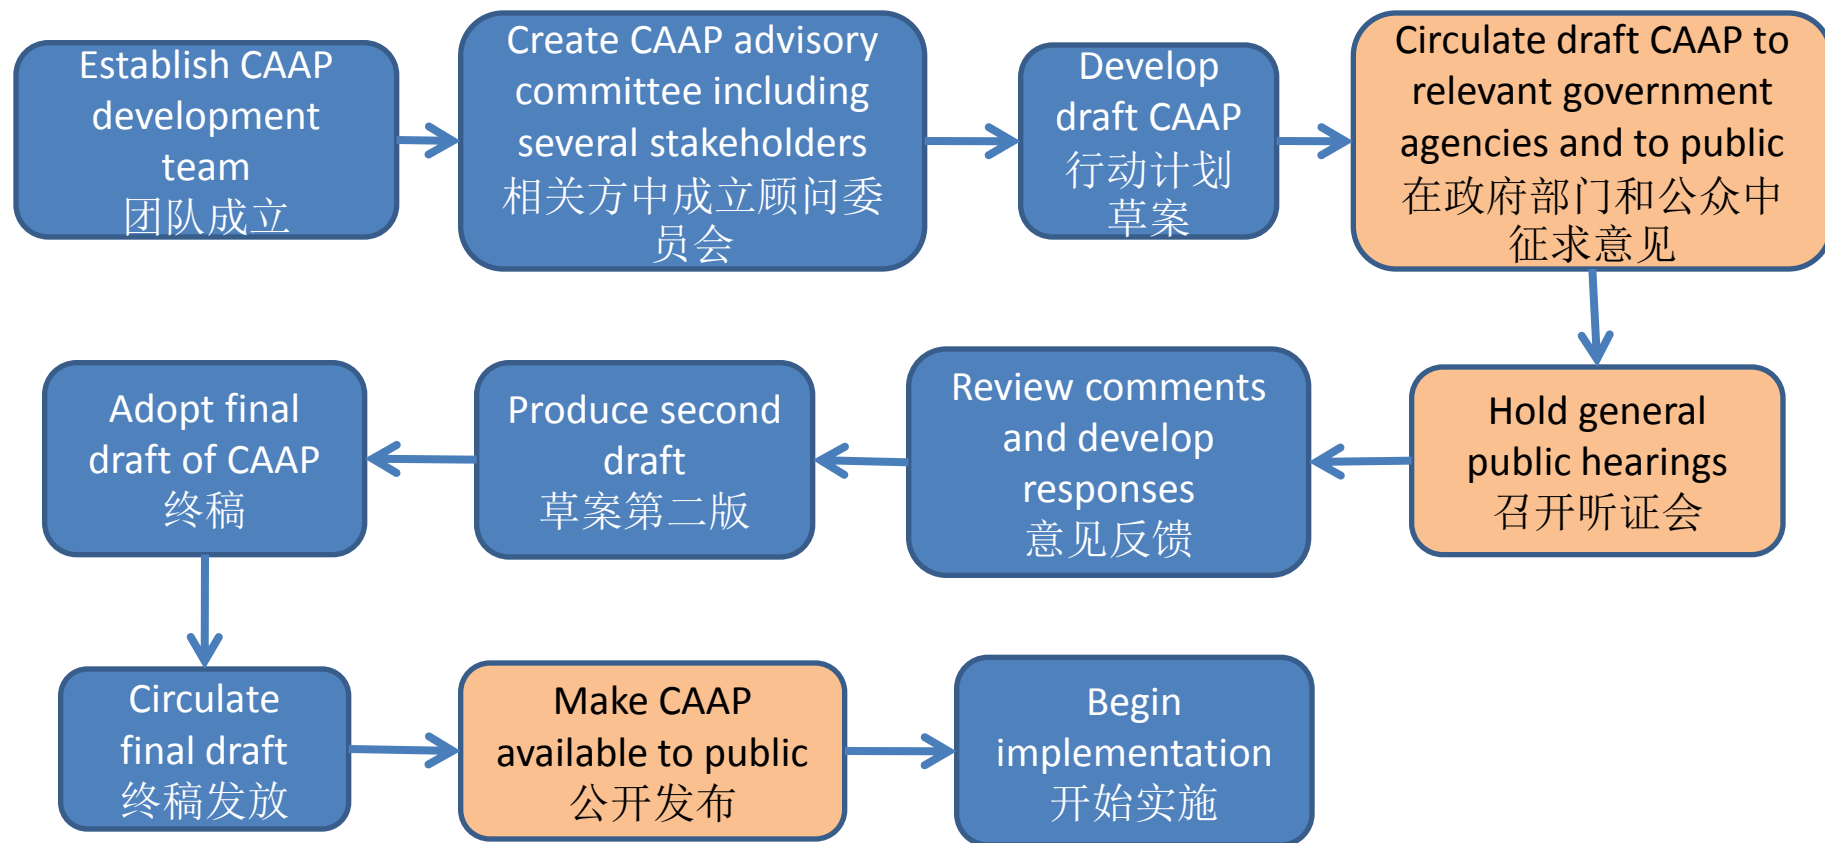 Establish CAAP
development
team
团队成立
Create CAAP advisory
committee including
several stakeholders
相关方中成立顾问委
员会
Develop
draft CAAP
行动计划
草案
Circulate draft CAAP to
relevant government
agencies and to public
在政府部门和公众中
征求意见
Hold general
public hearings
召开听证会
Review comments
and develop
responses
意见反馈
Produce second
draft
草案第二版
Adopt final
draft of CAAP
终稿
Circulate
final draft
终稿发放
Make CAAP
available to public
公开发布
Begin
implementation
开始实施